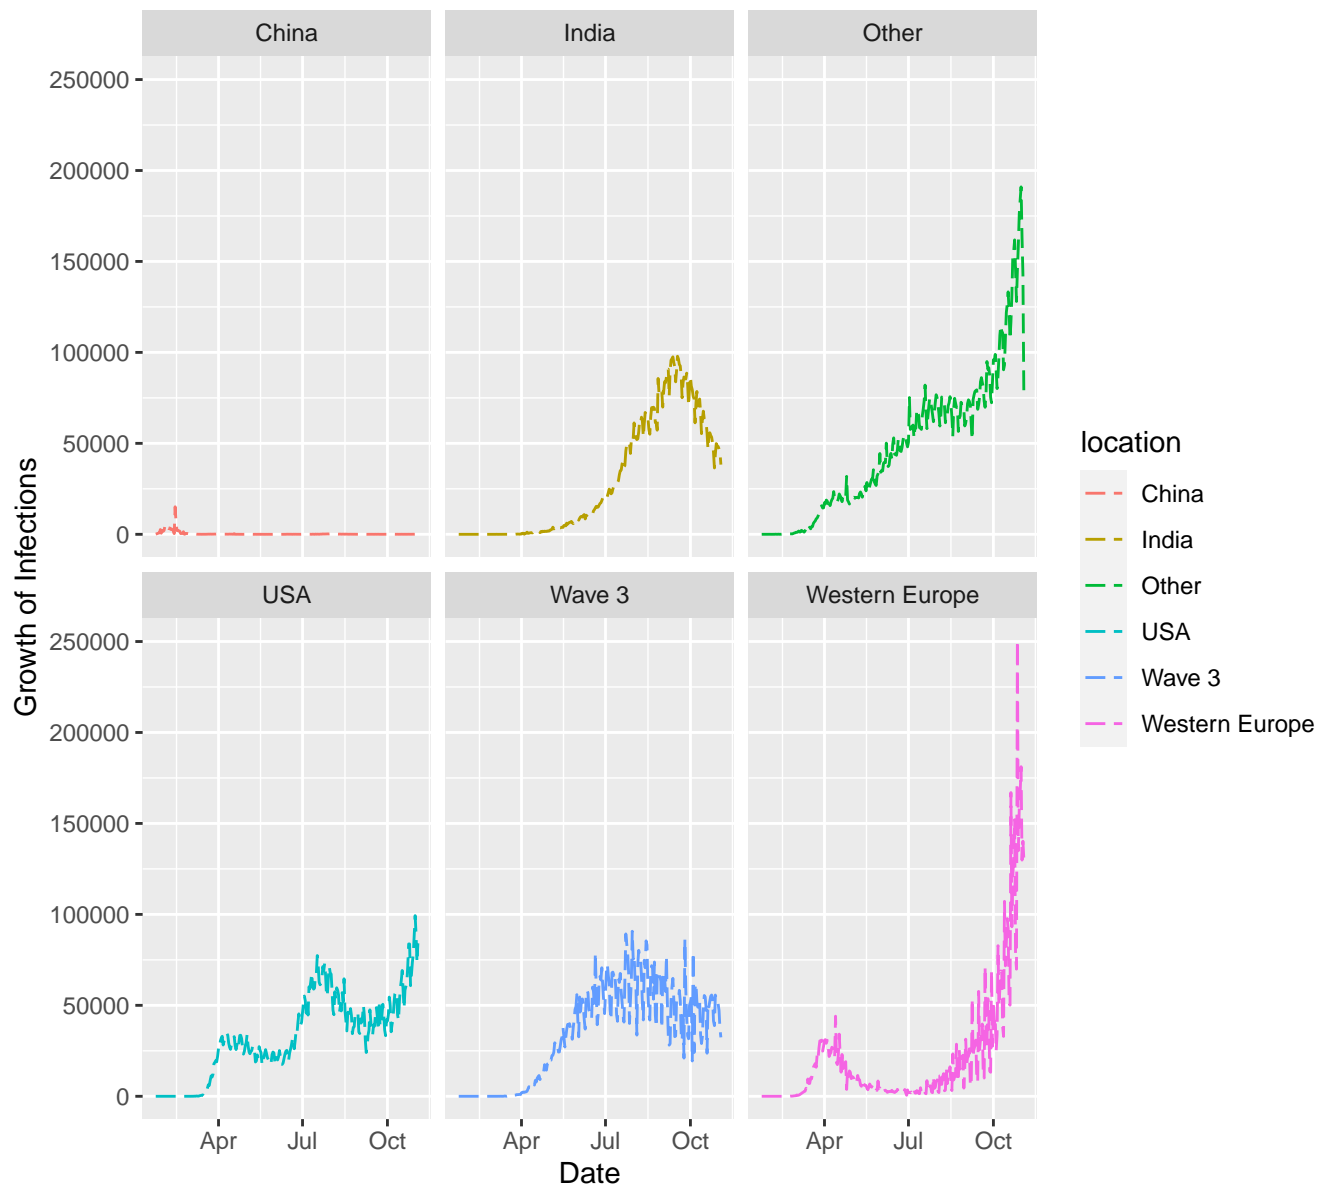 China
India
Other
250000
200000
150000
100000
50000
0
USA
Wave 3
Western Europe
250000
200000
150000
100000
50000
0
Apr Jul Oct
Apr Jul Oct
Apr Jul Oct
Date
Growth of Infections
location
China
India
Other
USA
Wave 3
Western Europe